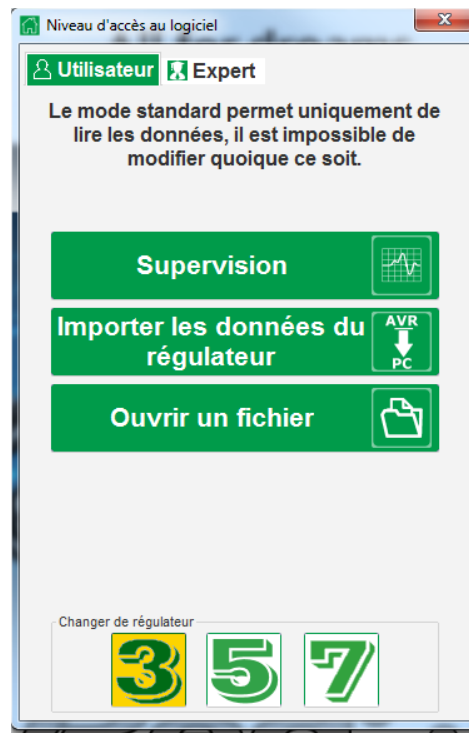 Niveau d'accès au logiciel
Utilisateur Expert
Le mode standard permet uniquement de
lire les données, il est impossible de
modifier quoique ce soit.
Supervision
Importer les données du
régulateur
AVR
PC
Ouvrir un fichier
Changer de régulateur
3 5 7